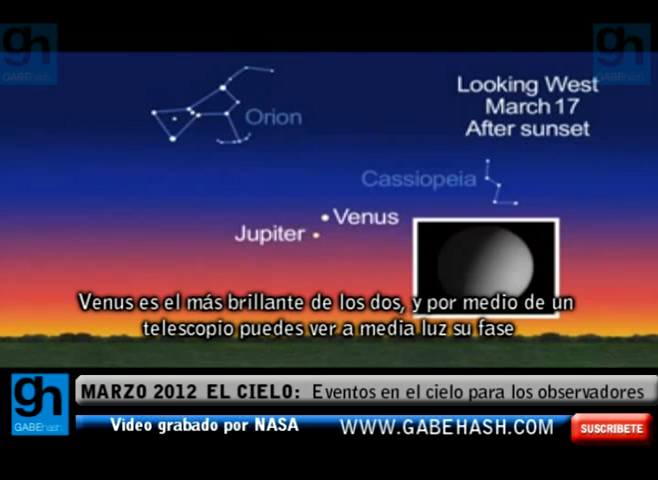 gh
GABEhash
gh
GABEhash
Looking West
March 17
After sunset
Orion
Cassiopeia
Venus
Jupiter
Venus es el más brillante de los dos, y por medio de un
telescopio puedes ver a media luz su fase
gh
GABEhash
MARZO 2012 EL CIELO: Eventos en el cielo para los observadores
Video grabado por NASA
WWW.GABEHASH.COM
SUSCRIBETE